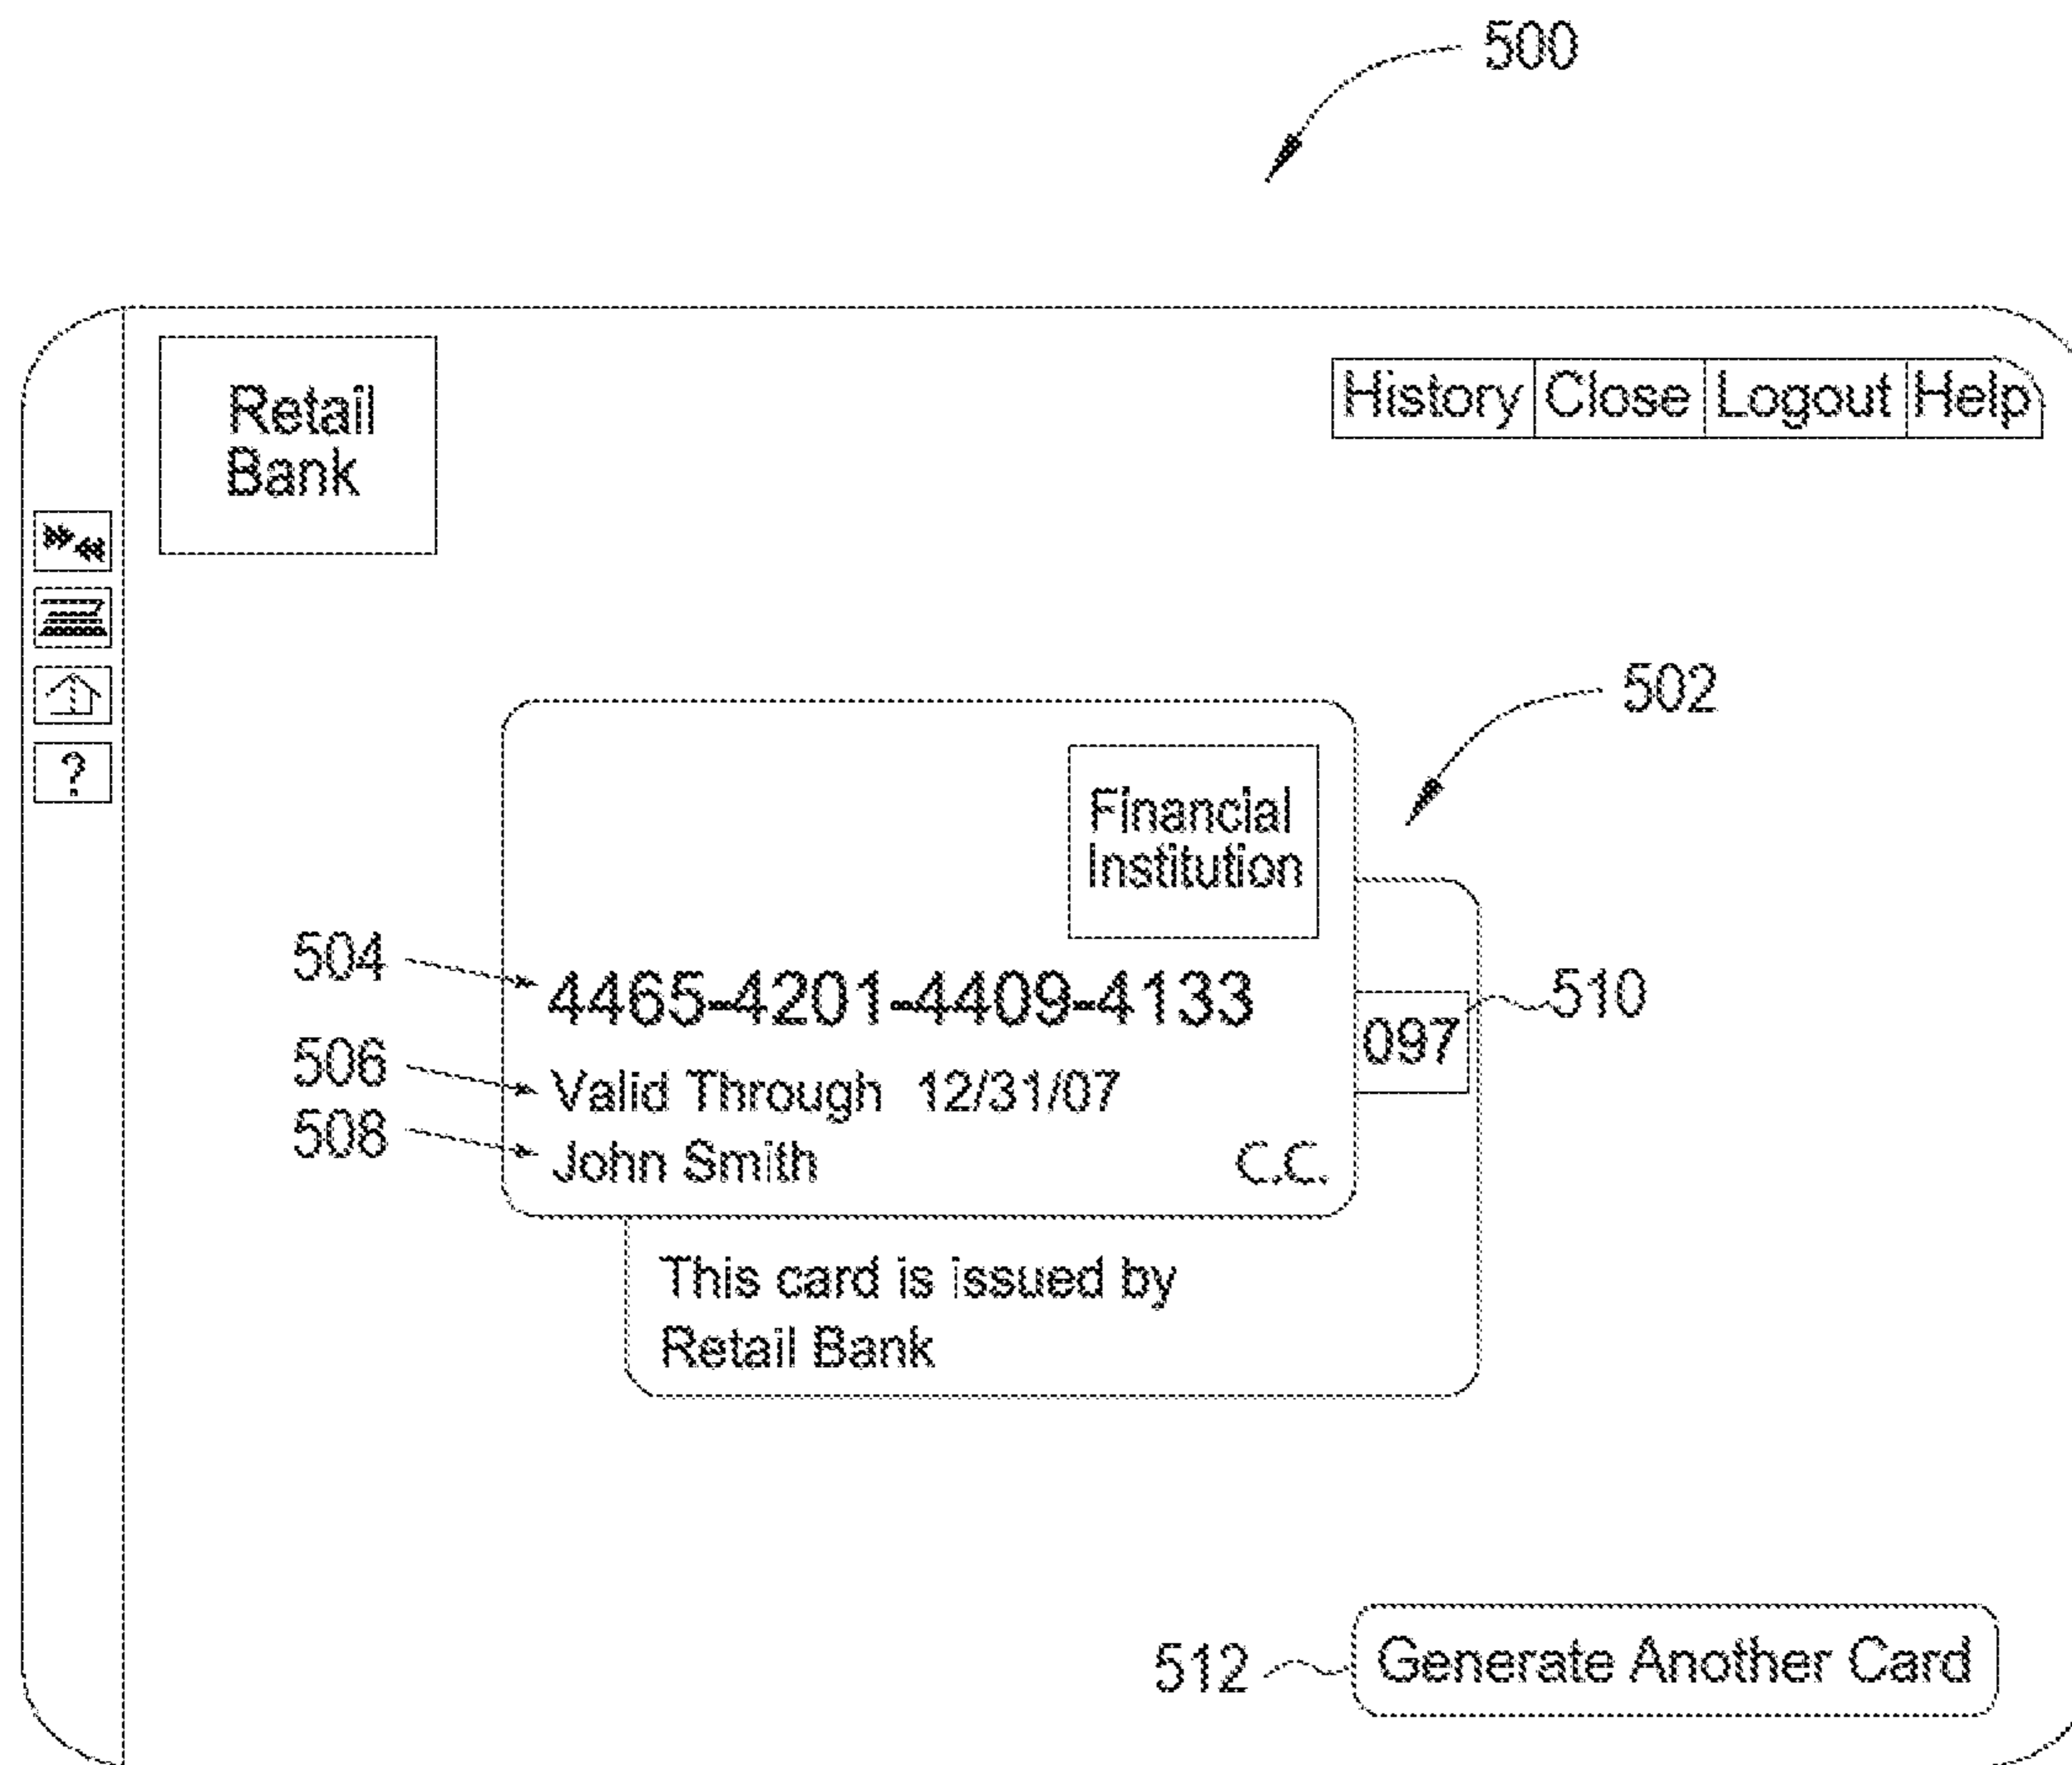 500
Retail
Bank
History Close Logout Help
?
502
Financial
Institution
504
4465-4201-4409-4133
510
097
506
Valid Through 12/31/07
508
John Smith
C.C.
This card is issued by
Retail Bank
512
Generate Another Card